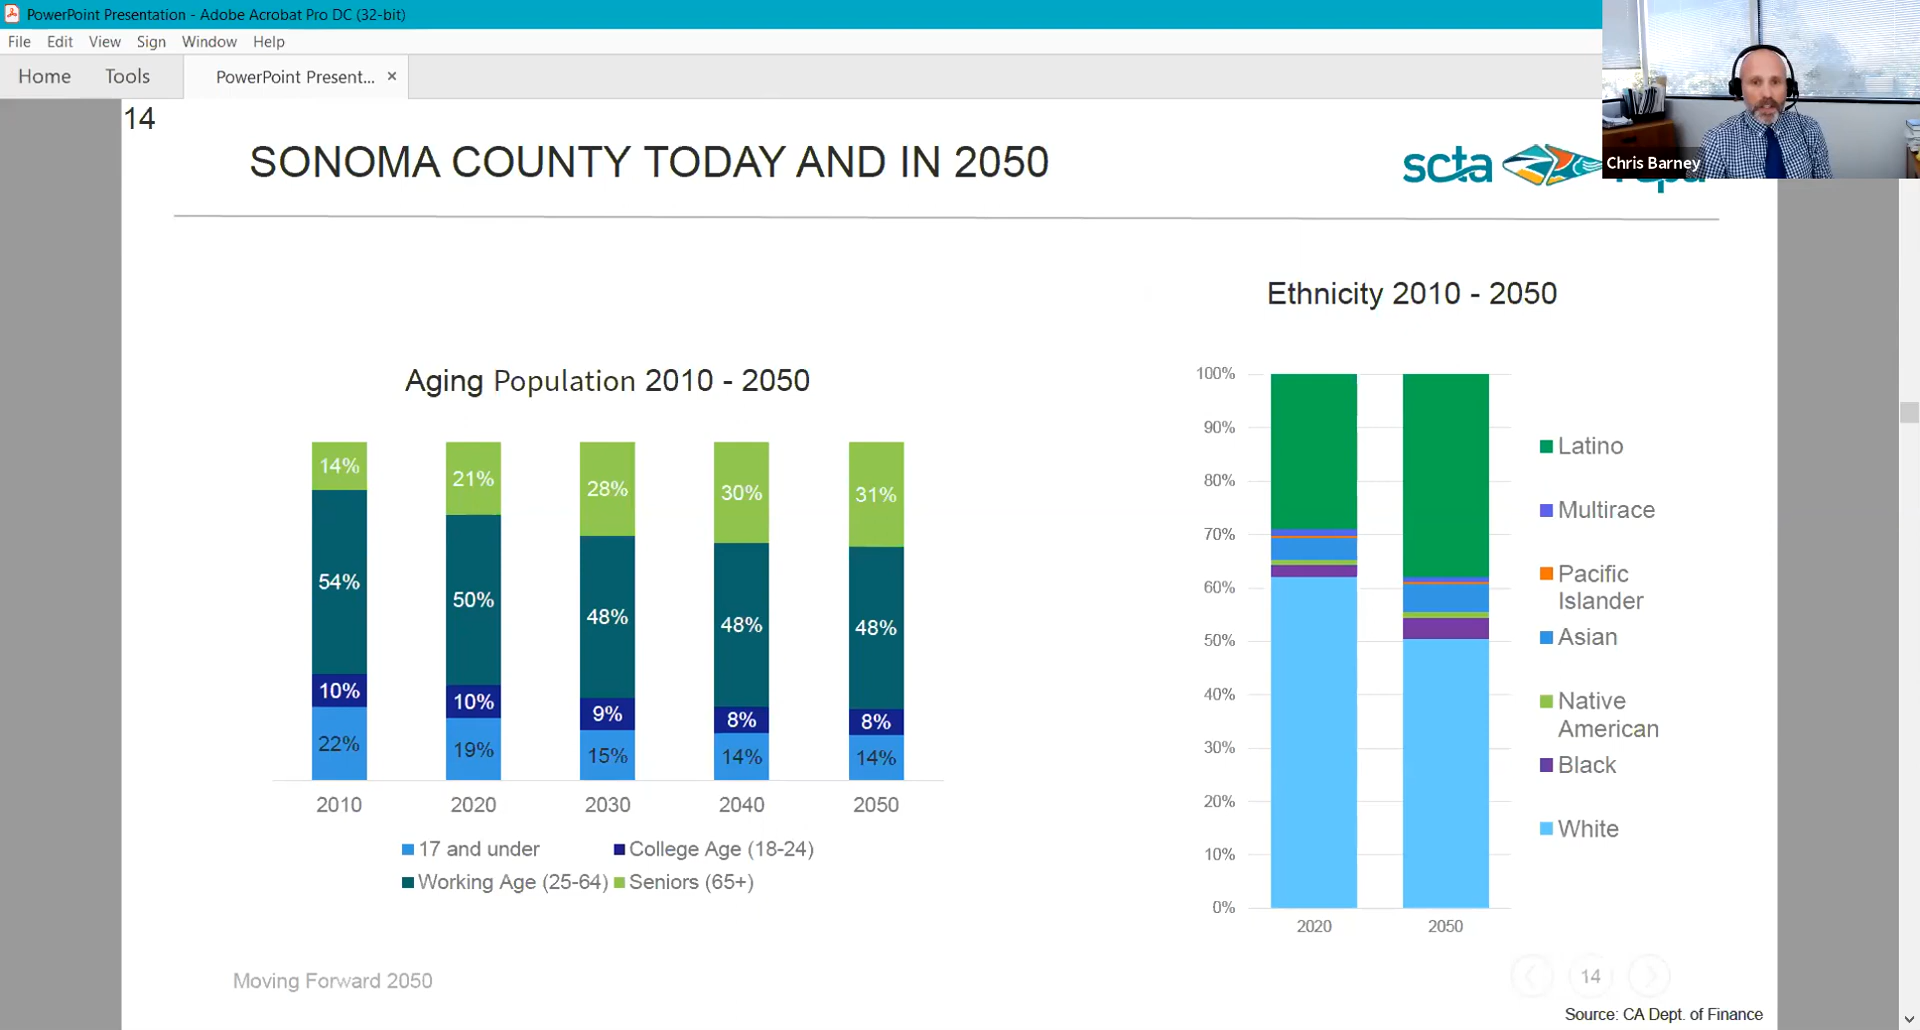 PowerPoint Presentation - Adobe Acrobat Pro DC (32-bit)
File Edit View Sign Window Help
Home Tools PowerPoint Present... ×
Chris Barney
14
SONOMA COUNTY TODAY AND IN 2050
scta
Aging Population 2010 - 2050
14% 21% 28% 30% 31%
54% 50% 48% 48% 48%
10% 10% 9% 8% 8%
22% 19% 15% 14% 14%
2010 2020 2030 2040 2050
17 and under College Age (18-24)
Working Age (25-64) Seniors (65+)
Ethnicity 2010 - 2050
100%
90%
80%
70%
60%
50%
40%
30%
20%
10%
0%
2020 2050
Latino
Multirace
Pacific
Islander
Asian
Native
American
Black
White
Moving Forward 2050
14
Source: CA Dept. of Finance